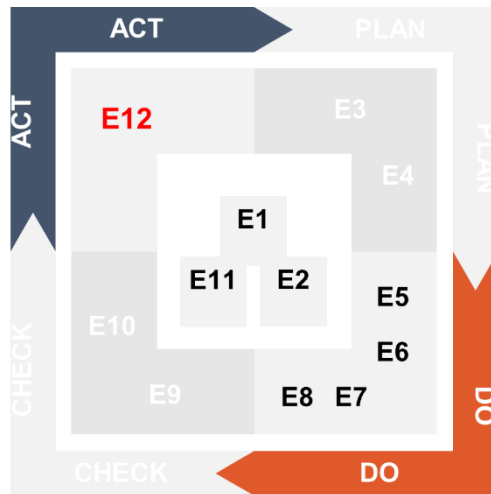 ACT
PLAN
ACT
E12
E3
PLAN
E4
E1
E11
E2
E5
E10
E6
CHECK
E9
E8
E7
DO
CHECK
DO